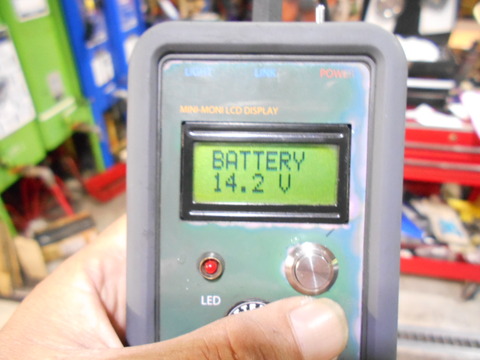 LIGHT LINK POWER
MINI-MONI LCD DISPLAY
BATTERY
14.2 V
LED